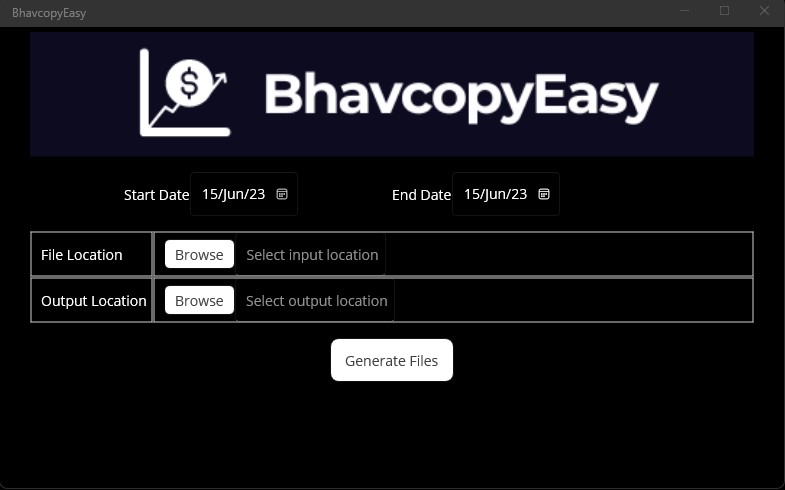 BhavcopyEasy
$ BhavcopyEasy
Start Date 15/Jun/23 End Date 15/Jun/23
File Location Browse Select input location
Output Location Browse Select output location
Generate Files